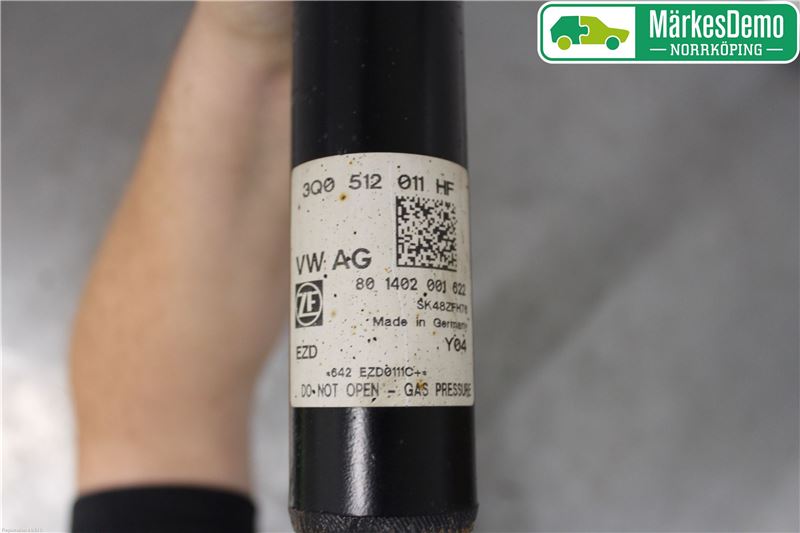 MärkesDemo
NORRKÖPING
3Q0 512 011 HF
VW AG
80 1402 001 622
ZF
SK48ZFH76
Made in Germany
EZD
Y04
*642 EZD0111C+*
DO NOT OPEN - GAS PRESSURE